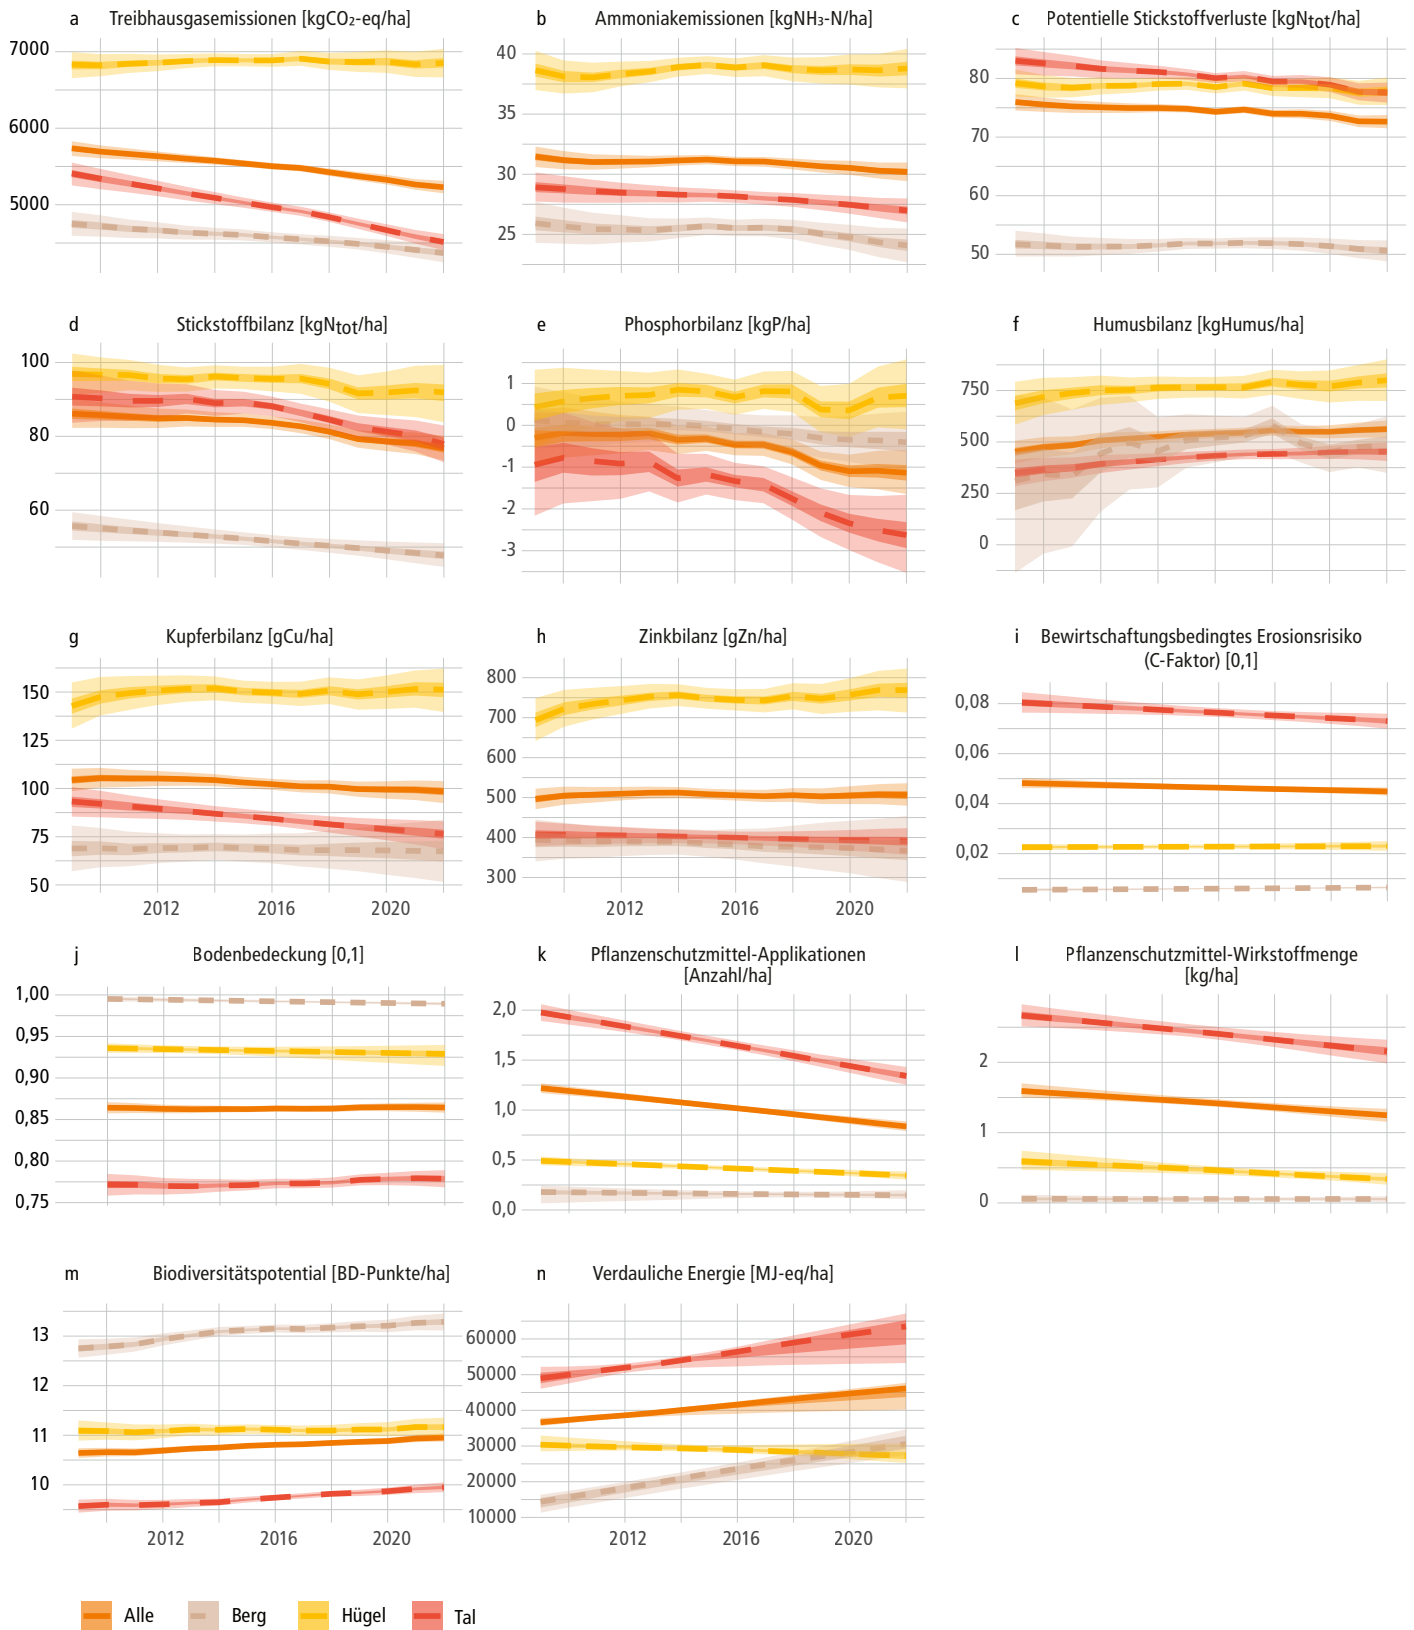 a Treibhausgasemissionen [kgCO₂-eq/ha]
7000
6000
5000
b Ammoniakemissionen [kgNH₃-N/ha]
40
35
30
25
c Potentielle Stickstoffverluste [kgNtot/ha]
80
70
60
50
d Stickstoffbilanz [kgNtot/ha]
100
80
60
e Phosphorbilanz [kgP/ha]
1
0
-1
-2
-3
f Humusbilanz [kgHumus/ha]
750
500
250
0
g Kupferbilanz [gCu/ha]
150
125
100
75
50
2012 2016 2020
h Zinkbilanz [gZn/ha]
800
700
600
500
400
300
2012 2016 2020
i Bewirtschaftungsbedingtes Erosionsrisiko
(C-Faktor) [0,1]
0,08
0,06
0,04
0,02
j Bodenbedeckung [0,1]
1,00
0,95
0,90
0,85
0,80
0,75
k Pflanzenschutzmittel-Applikationen
[Anzahl/ha]
2,0
1,5
1,0
0,5
0,0
l Pflanzenschutzmittel-Wirkstoffmenge
[kg/ha]
2
1
0
m Biodiversitätspotential [BD-Punkte/ha]
13
12
11
10
2012 2016 2020
n Verdauliche Energie [MJ-eq/ha]
60000
50000
40000
30000
20000
10000
2012 2016 2020
Alle Berg Hügel Tal